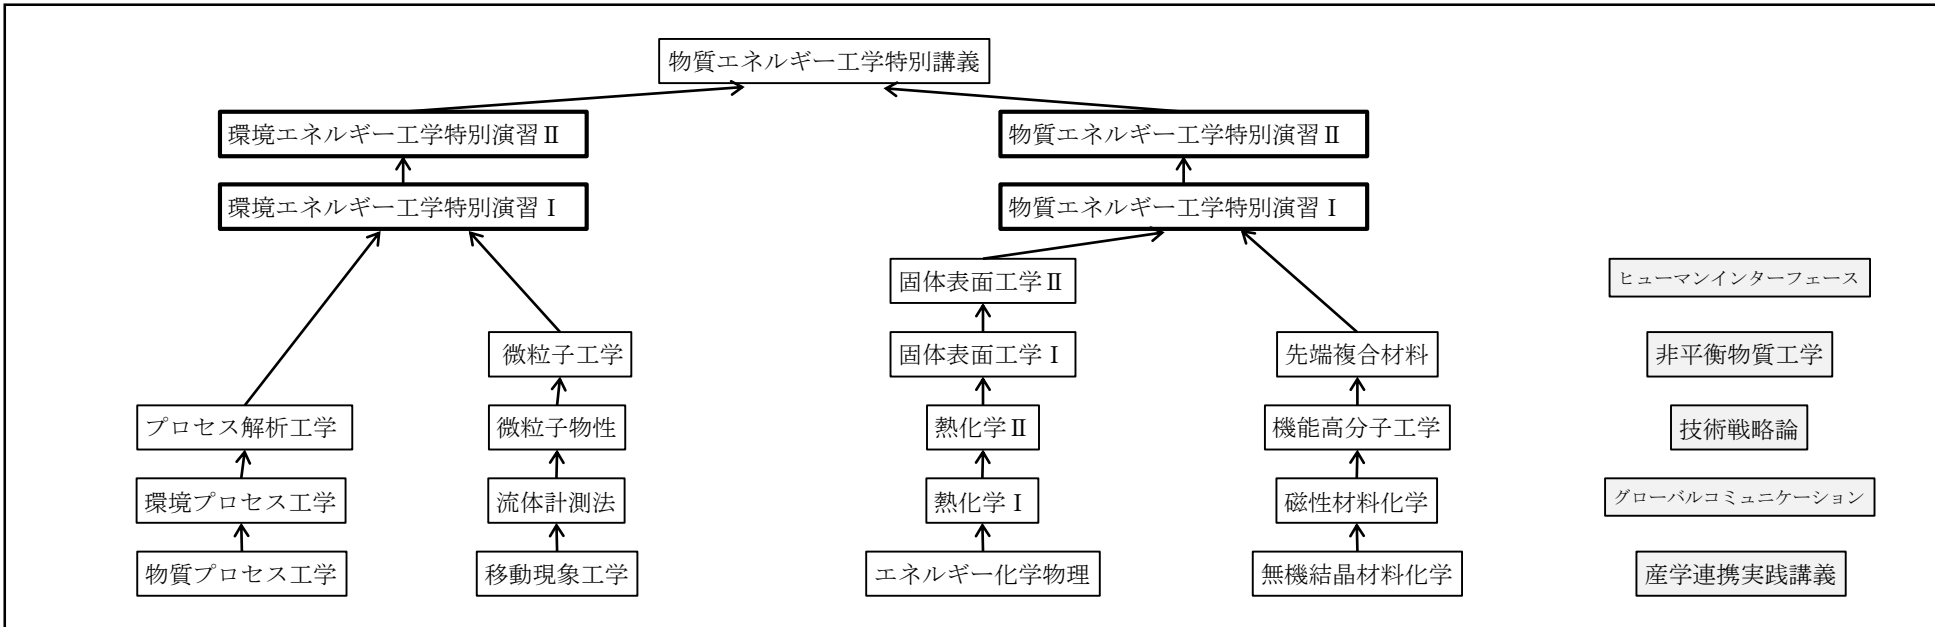 物質エネルギー工学特別講義
環境エネルギー工学特別演習Ⅱ
物質エネルギー工学特別演習Ⅱ
環境エネルギー工学特別演習Ⅰ
物質エネルギー工学特別演習Ⅰ
固体表面工学Ⅱ
ヒューマンインターフェース
微粒子工学
固体表面工学Ⅰ
先端複合材料
非平衡物質工学
プロセス解析工学
微粒子物性
熱化学Ⅱ
機能高分子工学
技術戦略論
環境プロセス工学
流体計測法
熱化学Ⅰ
磁性材料化学
グローバルコミュニケーション
物質プロセス工学
移動現象工学
エネルギー化学物理
無機結晶材料化学
産学連携実践講義